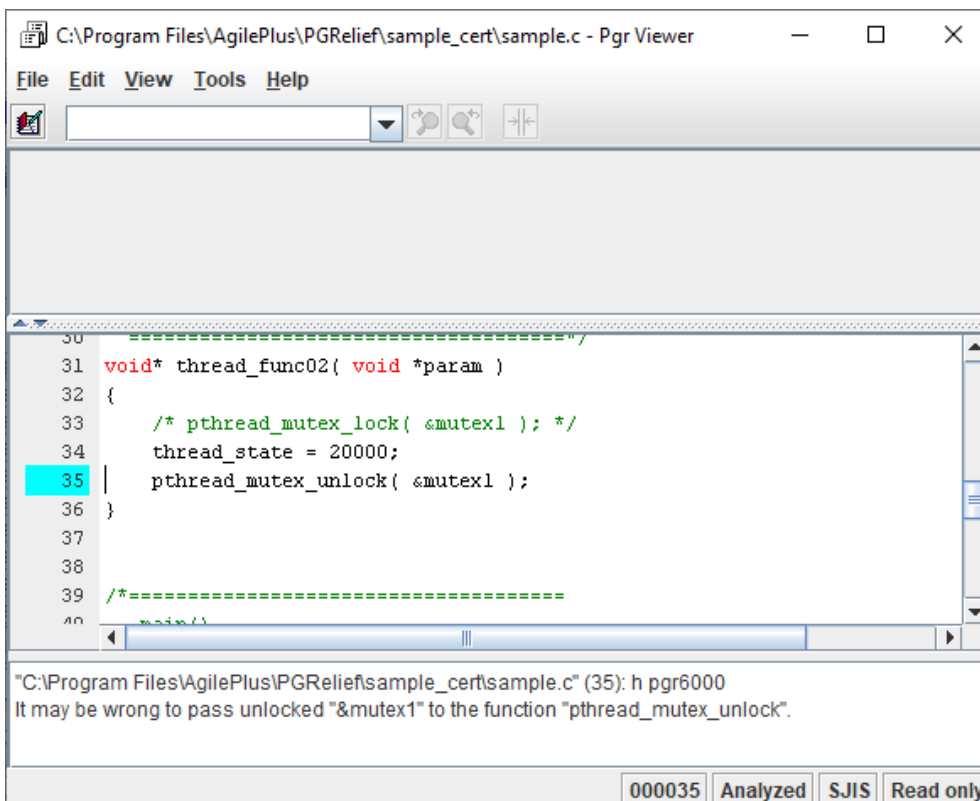 C:\Program Files\AgilePlus\PGRelief\sample_cert\sample.c - Pgr Viewer
File Edit View Tools Help
30 =====================================*/
31 void* thread_func02( void *param )
32 {
33 /* pthread_mutex_lock( &mutex1 ); */
34 thread_state = 20000;
35 pthread_mutex_unlock( &mutex1 );
36 }
37
38
39 /*=====================================
40 main()
"C:\Program Files\AgilePlus\PGRelief\sample_cert\sample.c" (35): h pgr6000
It may be wrong to pass unlocked "&mutex1" to the function "pthread_mutex_unlock".
000035 Analyzed SJIS Read only